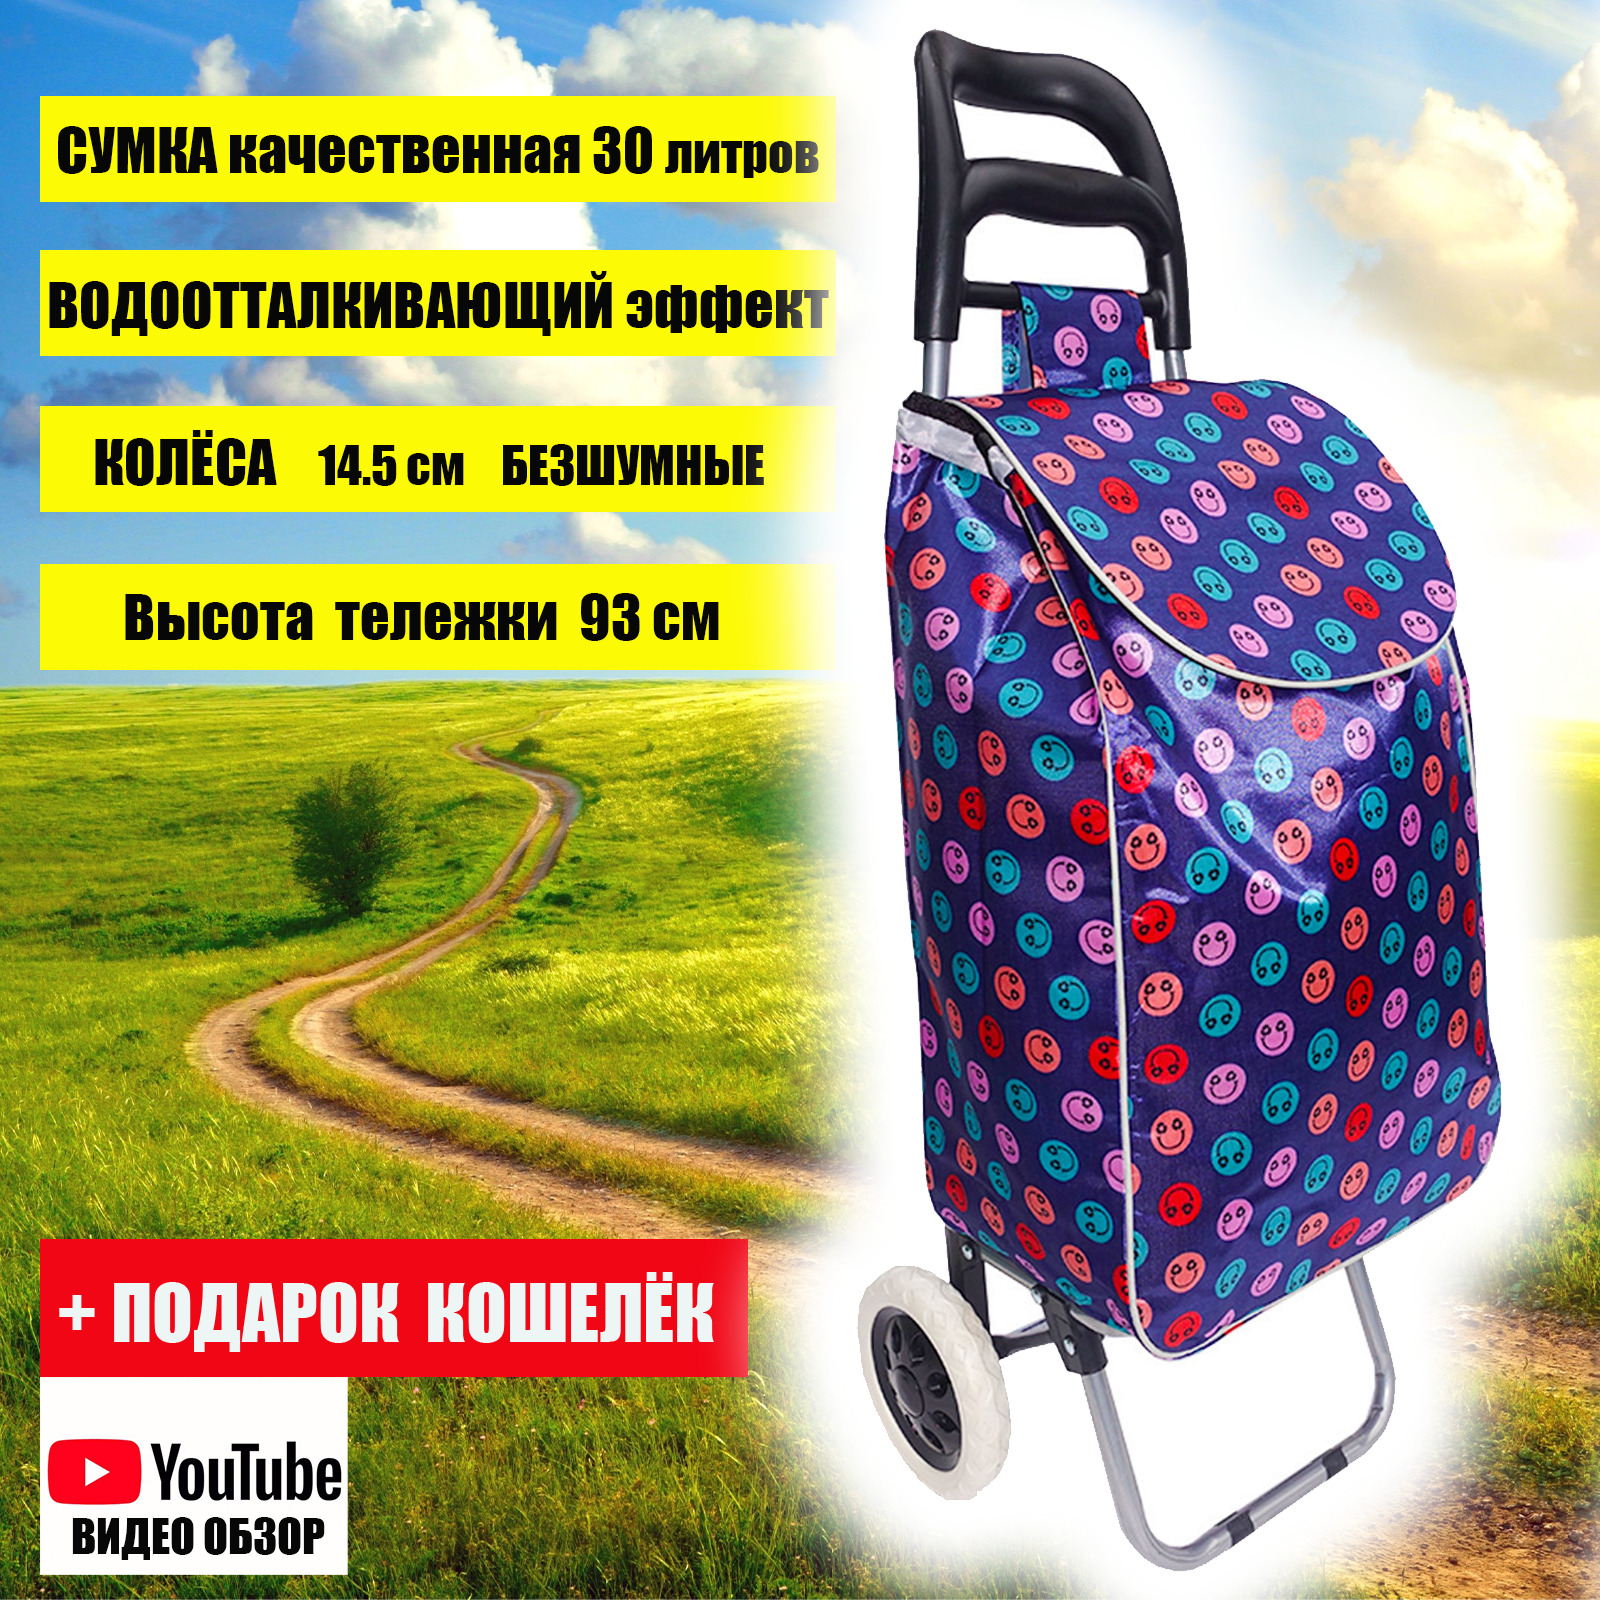 СУМКА качественная 30 литров
ВОДООТТАЛКИВАЮЩИЙ эффект
КОЛЁСА 14.5 см БЕЗШУМНЫЕ
Высота тележки 93 см
+ ПОДАРОК КОШЕЛЁК
YouTube
ВИДЕО ОБЗОР